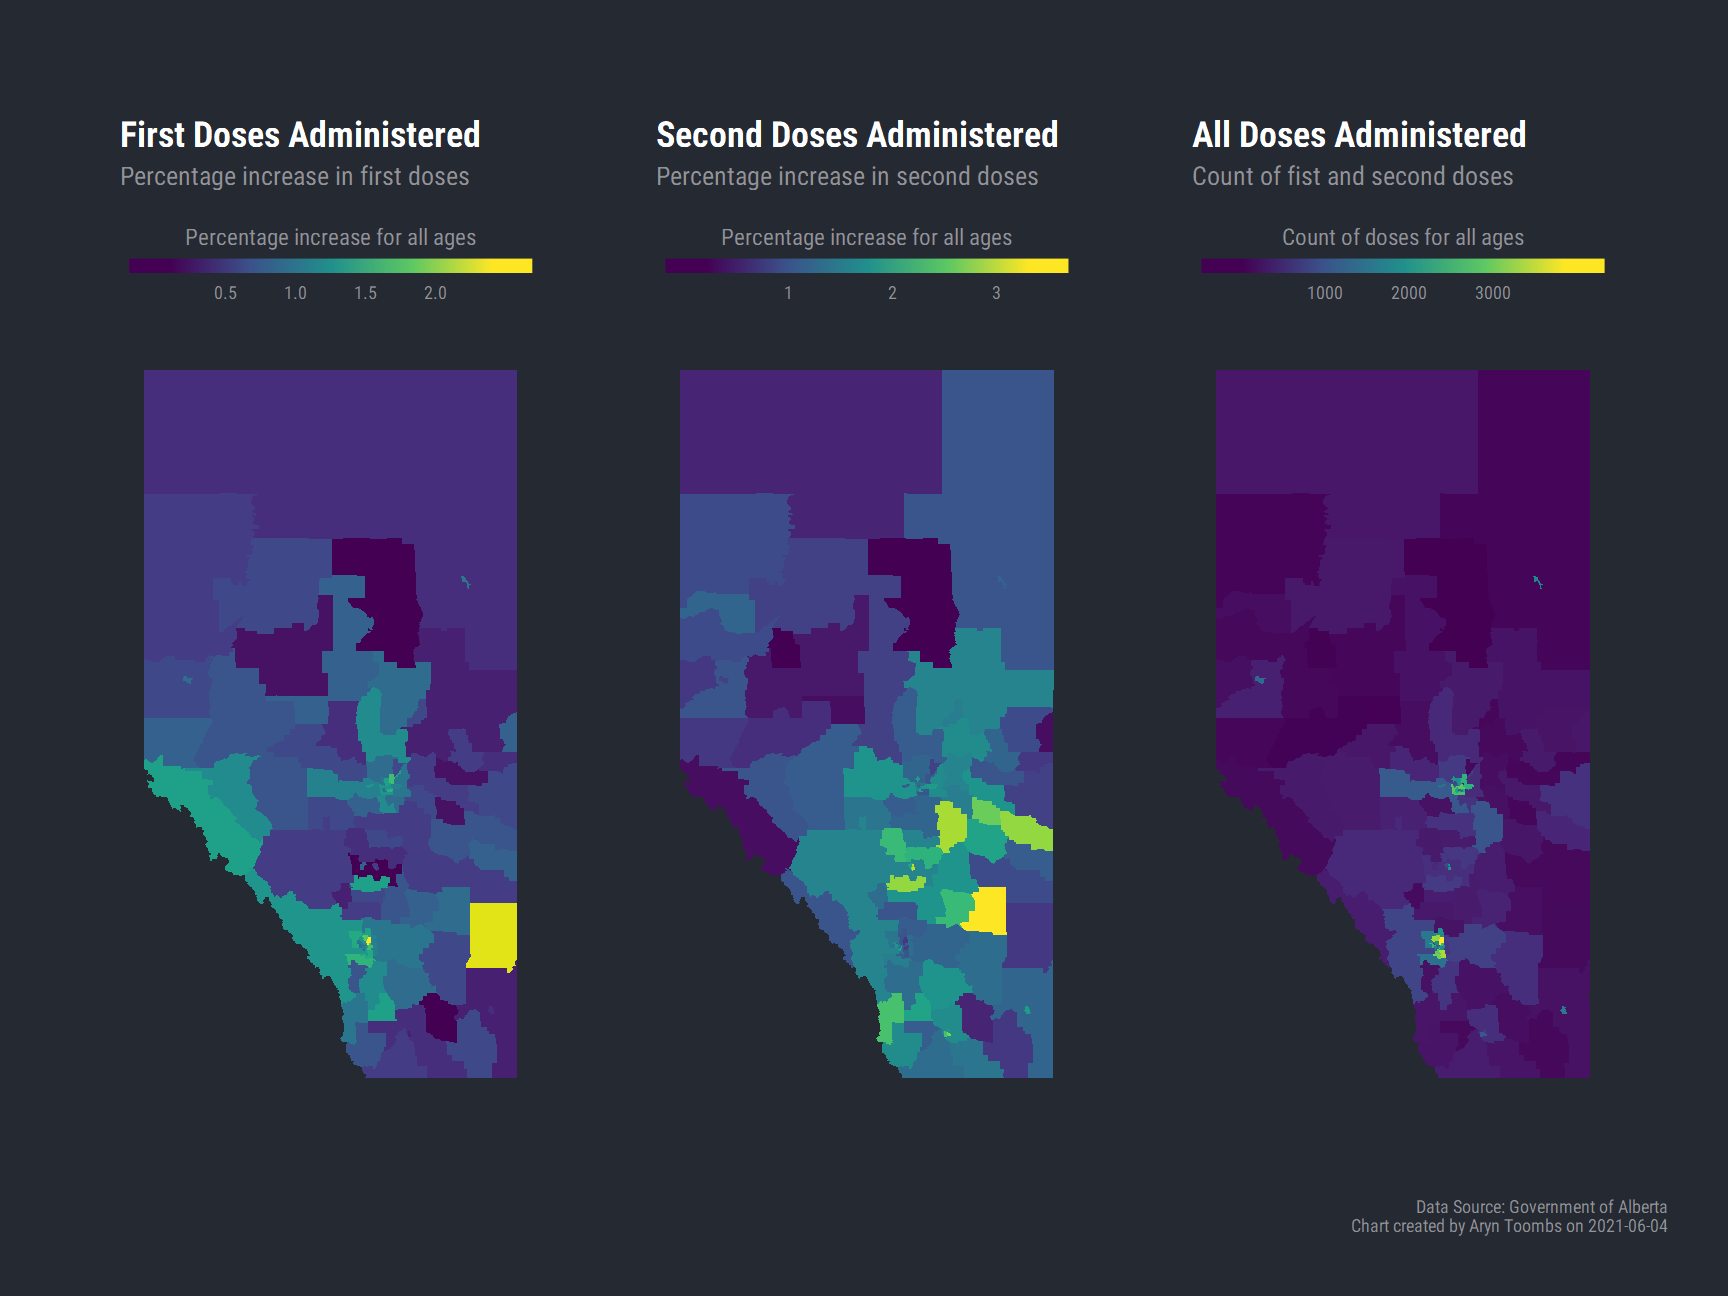 First Doses Administered
Percentage increase in first doses
Percentage increase for all ages
0.5 1.0 1.5 2.0
Second Doses Administered
Percentage increase in second doses
Percentage increase for all ages
1 2 3
All Doses Administered
Count of fist and second doses
Count of doses for all ages
1000 2000 3000
Data Source: Government of Alberta
Chart created by Aryn Toombs on 2021-06-04